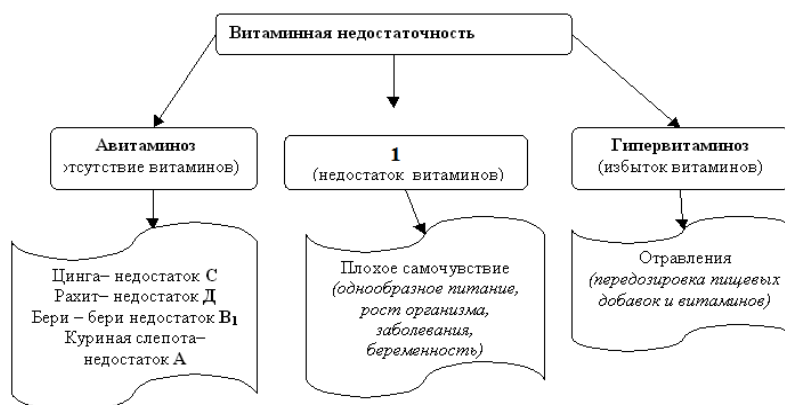 Витаминная недостаточность
Авитаминоз
отсутствие витаминов)
1
(недостаток витаминов)
Гипервитаминоз
(избыток витаминов)
Цинга– недостаток С
Рахит– недостаток Д
Бери – бери недостаток В1
Куриная слепота–
недостаток А
Плохое самочувствие
(однообразное питание,
рост организма,
заболевания,
беременность)
Отравления
(передозировка пищевых
добавок и витаминов)